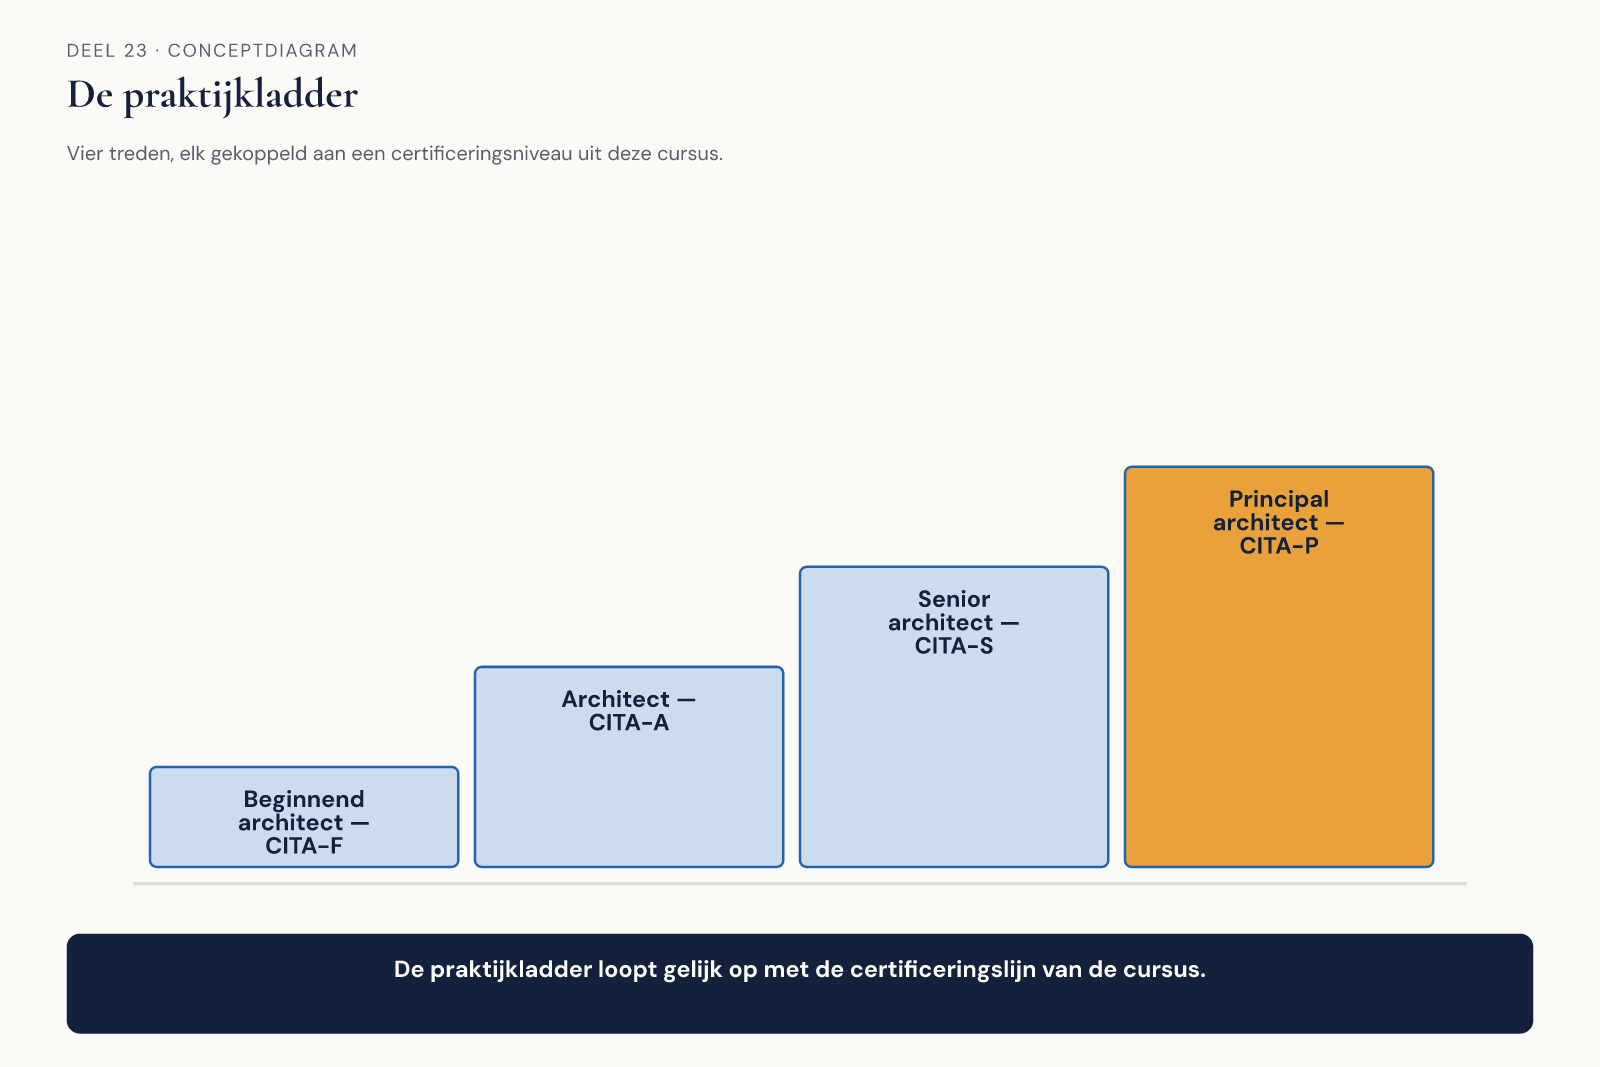 DEEL 23 · CONCEPTDIAGRAM
De praktijkladder
Vier treden, elk gekoppeld aan een certificeringsniveau uit deze cursus.
Beginnend
architect —
CITA-F
Architect —
CITA-A
Senior
architect —
CITA-S
Principal
architect —
CITA-P
De praktijkladder loopt gelijk op met de certificeringslijn van de cursus.